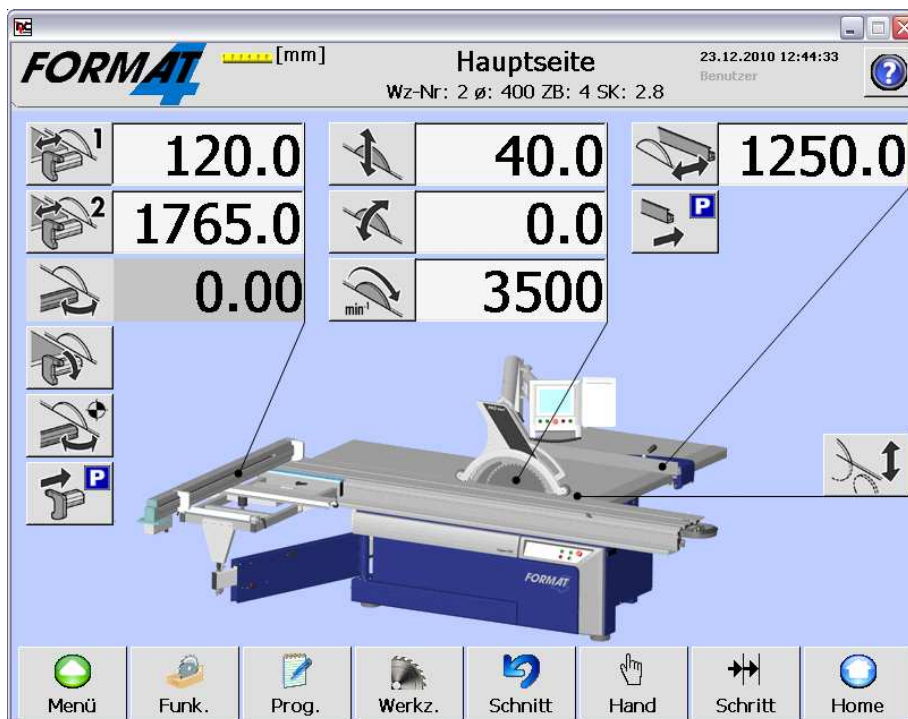 FORMAT 4
[mm]
Hauptseite
Wz-Nr: 2 ø: 400 ZB: 4 SK: 2.8
23.12.2010 12:44:33
Benutzer
?
1
120.0
40.0
1250.0
2
1765.0
0.0
P
0.00
min⁻¹
3500
P
FORMAT
Menü
Funk.
Prog.
Werkz.
Schnitt
Hand
Schritt
Home